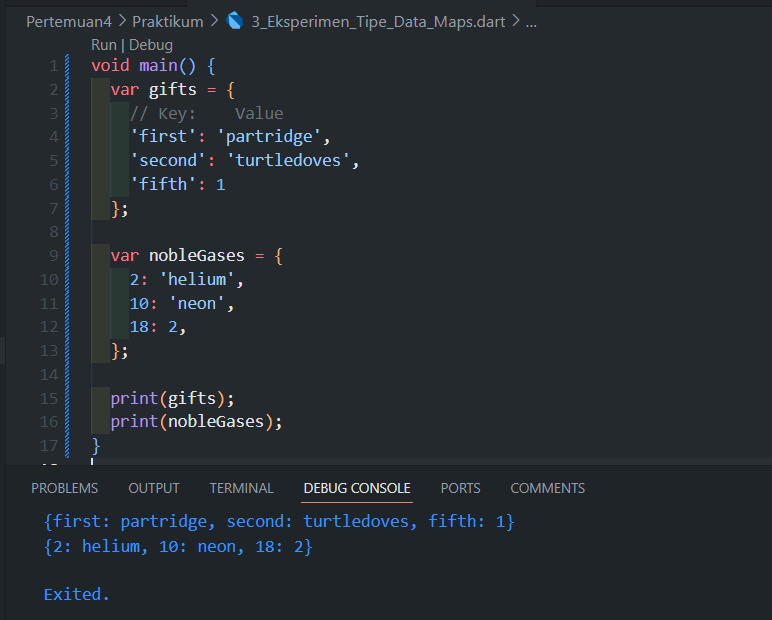 Pertemuan4 > Praktikum > 3_Eksperimen_Tipe_Data_Maps.dart > ...
Run | Debug
1 void main() {
2   var gifts = {
3     // Key:    Value
4     'first': 'partridge',
5     'second': 'turtledoves',
6     'fifth': 1
7   };
8
9   var nobleGases = {
10     2: 'helium',
11     10: 'neon',
12     18: 2,
13   };
14
15   print(gifts);
16   print(nobleGases);
17 }
PROBLEMS OUTPUT TERMINAL DEBUG CONSOLE PORTS COMMENTS
{first: partridge, second: turtledoves, fifth: 1}
{2: helium, 10: neon, 18: 2}
Exited.